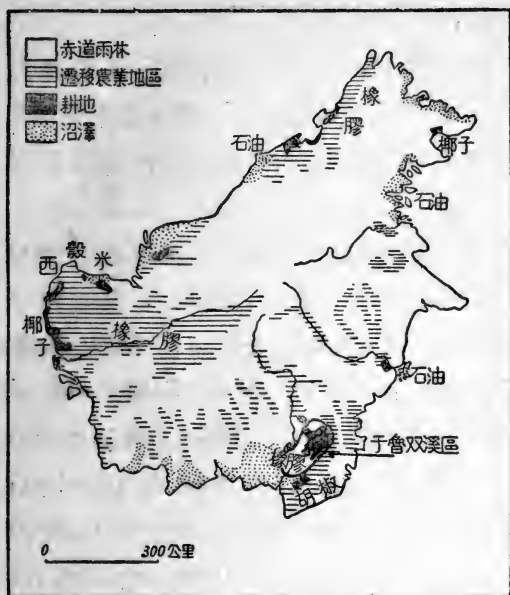 赤道雨林
遷移農業地區
耕地
沼澤
橡膠
石油
椰子
石油
西穀米
椰子
橡膠
石油
于魯双溪區
胡椒
0 300公里